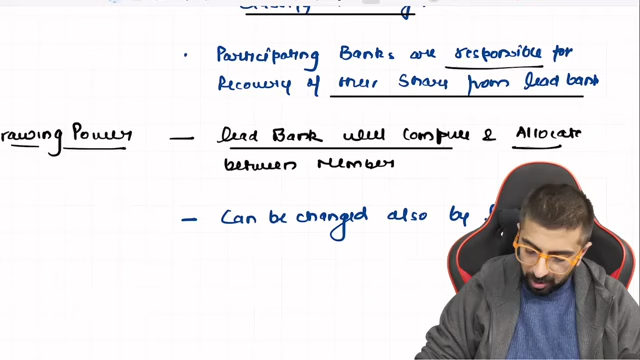 Participating Banks are responsible for
Recovery of their Share from lead bank
rawing Power — lead Bank will Compute & Allocate
between Member
— Can be changed also by